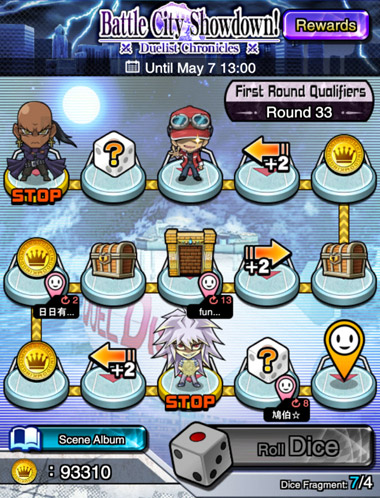 Battle City Showdown!
Duelist Chronicles
Rewards
Until May 7 13:00
First Round Qualifiers
Round 33
?
+2
STOP
2
日日有...
13
fun...
+2
+2
?
STOP
8
鳩伯☆
Scene Album
Roll Dice
: 93310
Dice Fragment: 7/4